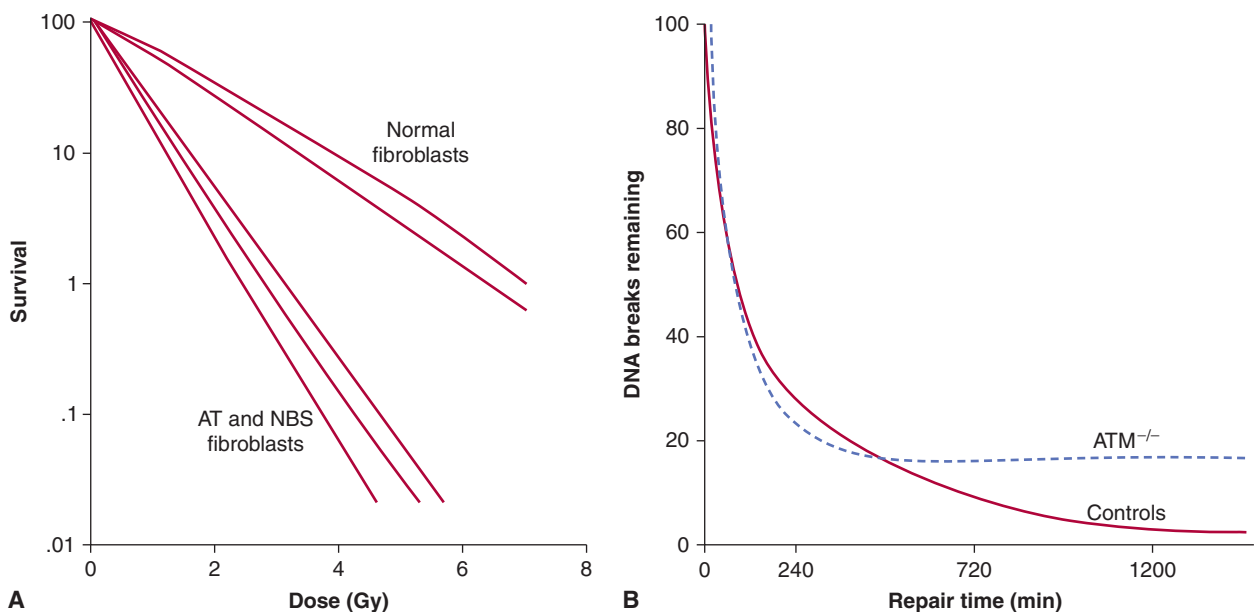 100
10
1
.1
.01
Survival
Normal
fibroblasts
AT and NBS
fibroblasts
0
2
4
6
8
Dose (Gy)
A
100
80
60
40
20
0
DNA breaks remaining
ATM–/–
Controls
0
240
720
1200
Repair time (min)
B